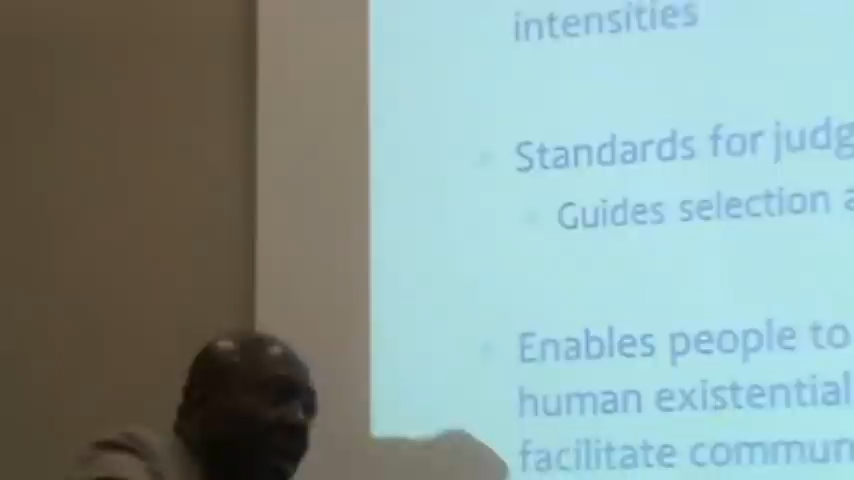 intensities
Standards for judg
Guides selection a
Enables people to
human existential
facilitate commun